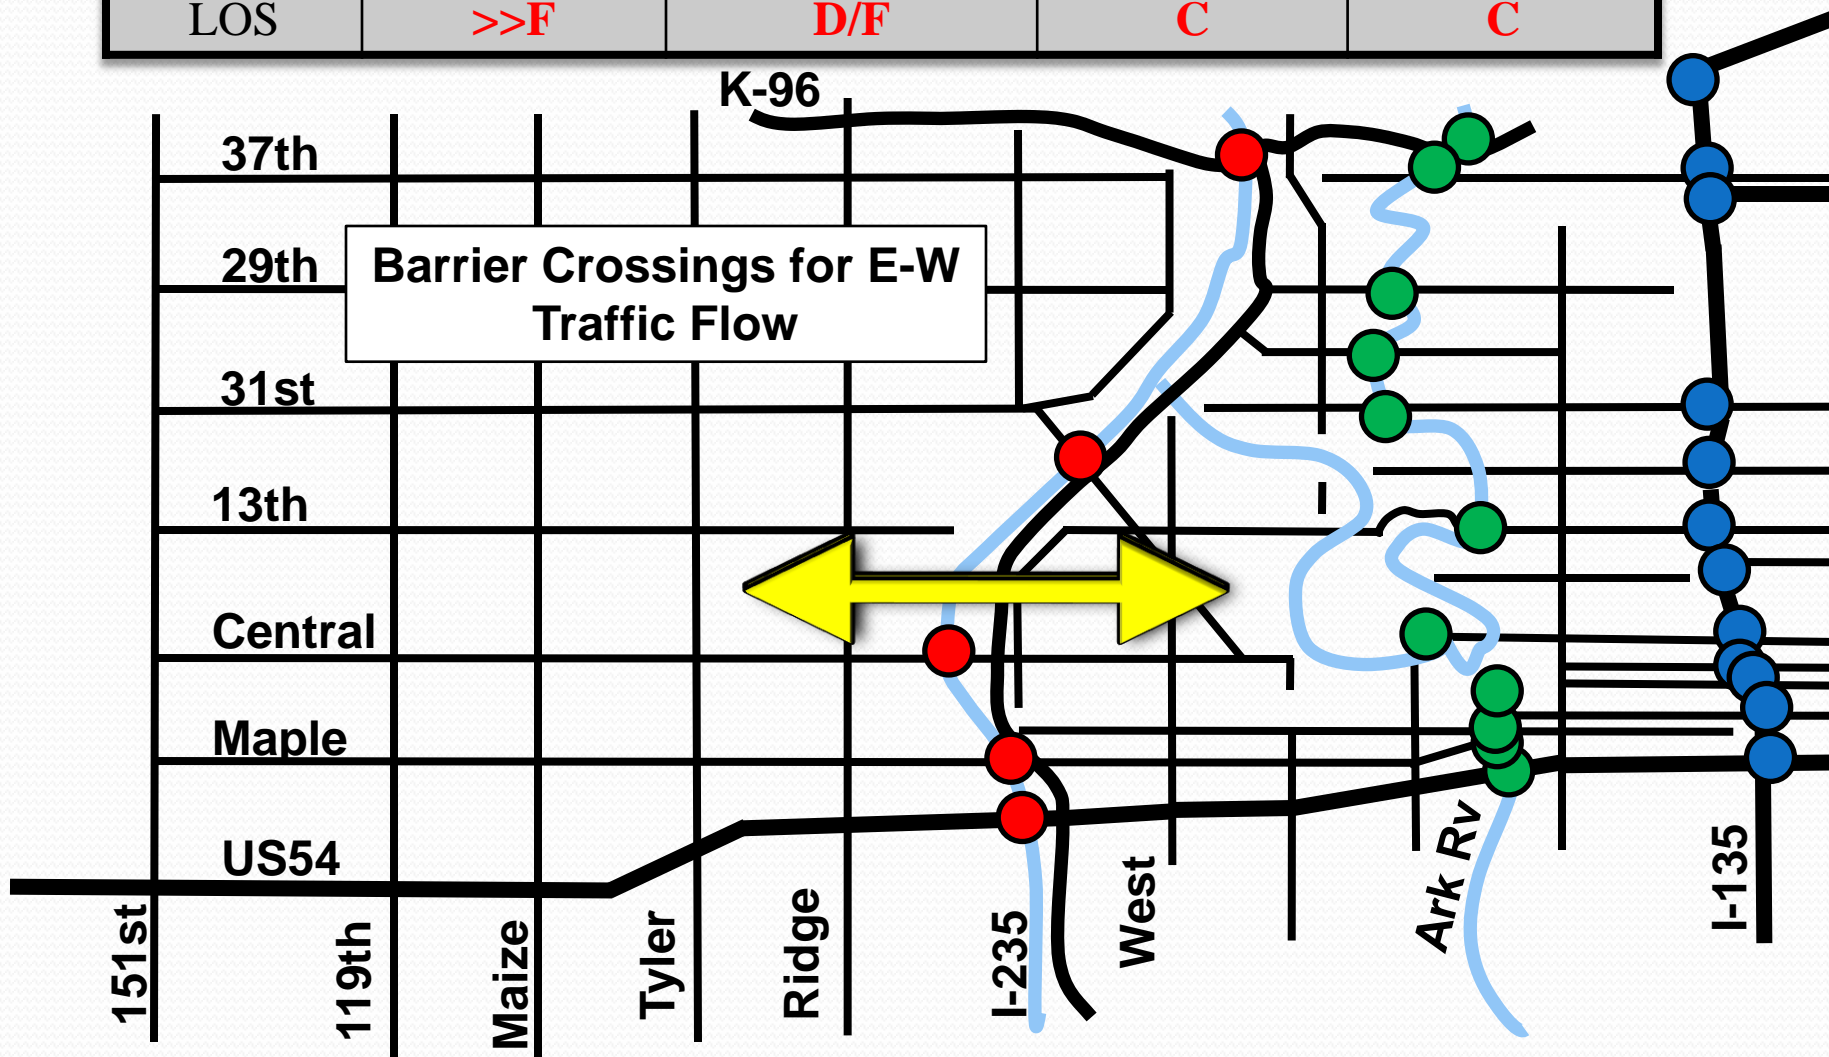 LOS >>F D/F C C
K-96
37th
29th
Barrier Crossings for E-W
Traffic Flow
31st
13th
Central
Maple
US54
151st
119th
Maize
Tyler
Ridge
I-235
West
Ark Rv
I-135